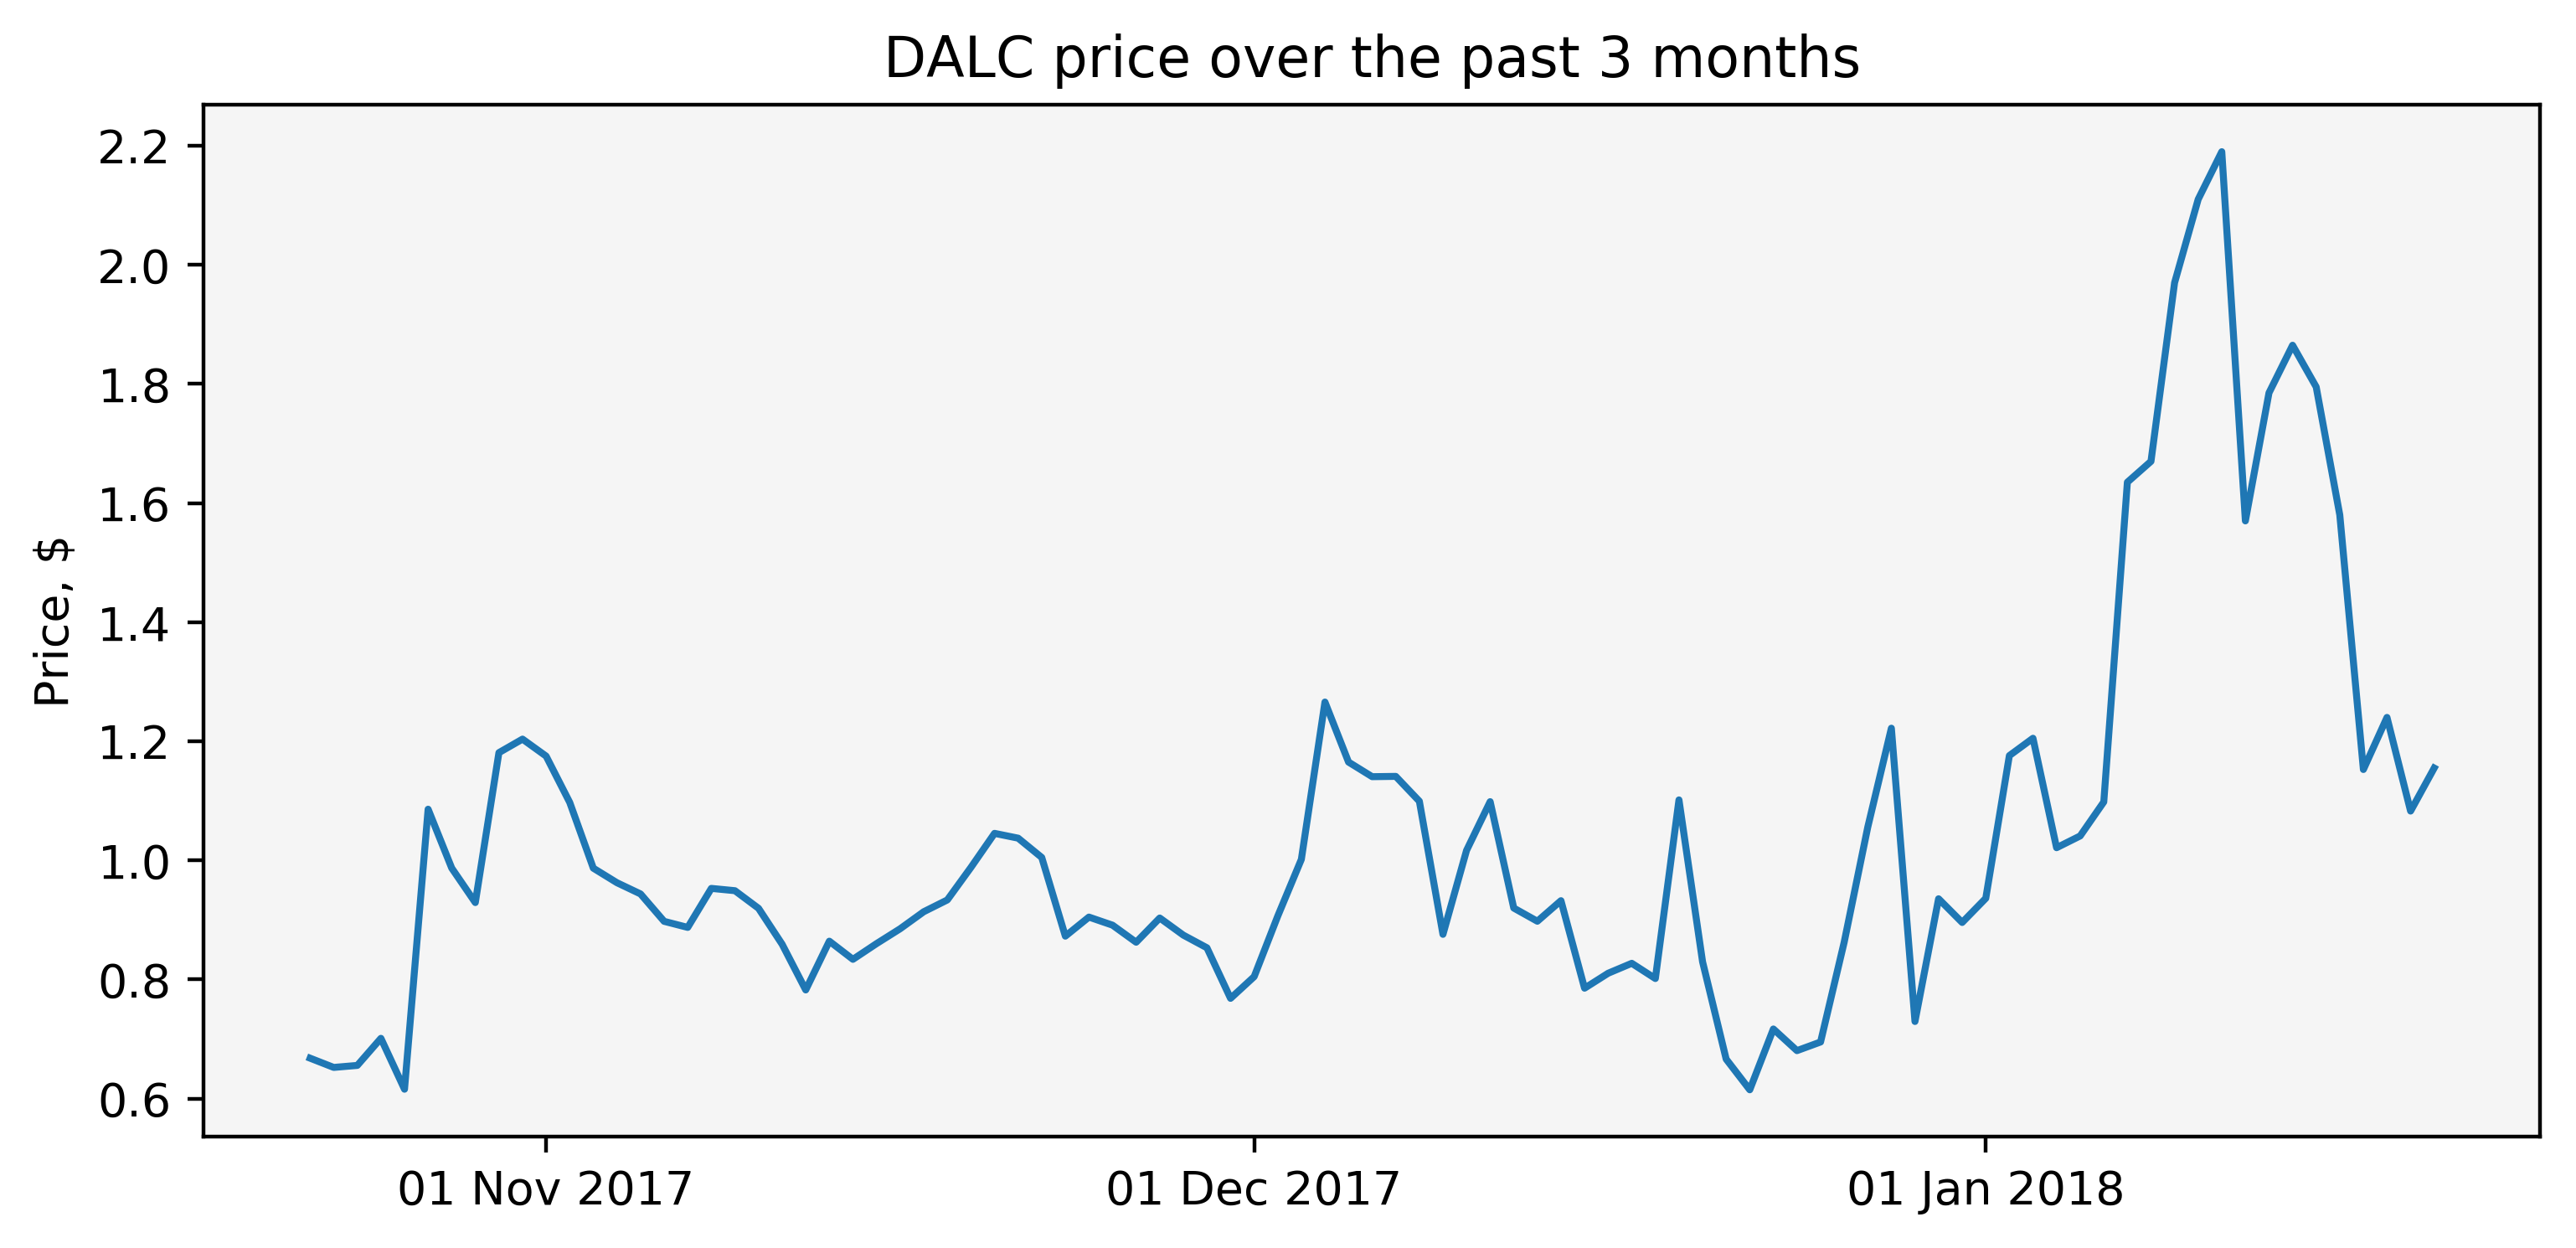 DALC price over the past 3 months
Price, $
2.2
2.0
1.8
1.6
1.4
1.2
1.0
0.8
0.6
01 Nov 2017
01 Dec 2017
01 Jan 2018